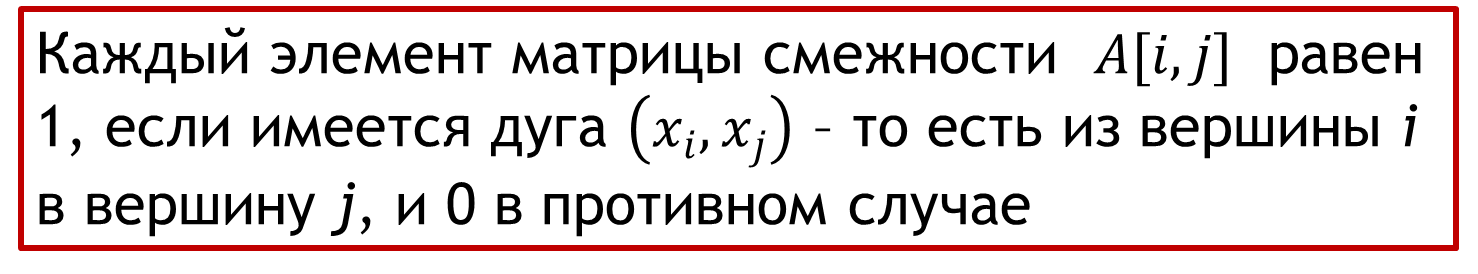 Каждый элемент матрицы смежности A[i, j] равен
1, если имеется дуга (xᵢ, xⱼ) - то есть из вершины i
в вершину j, и 0 в противном случае